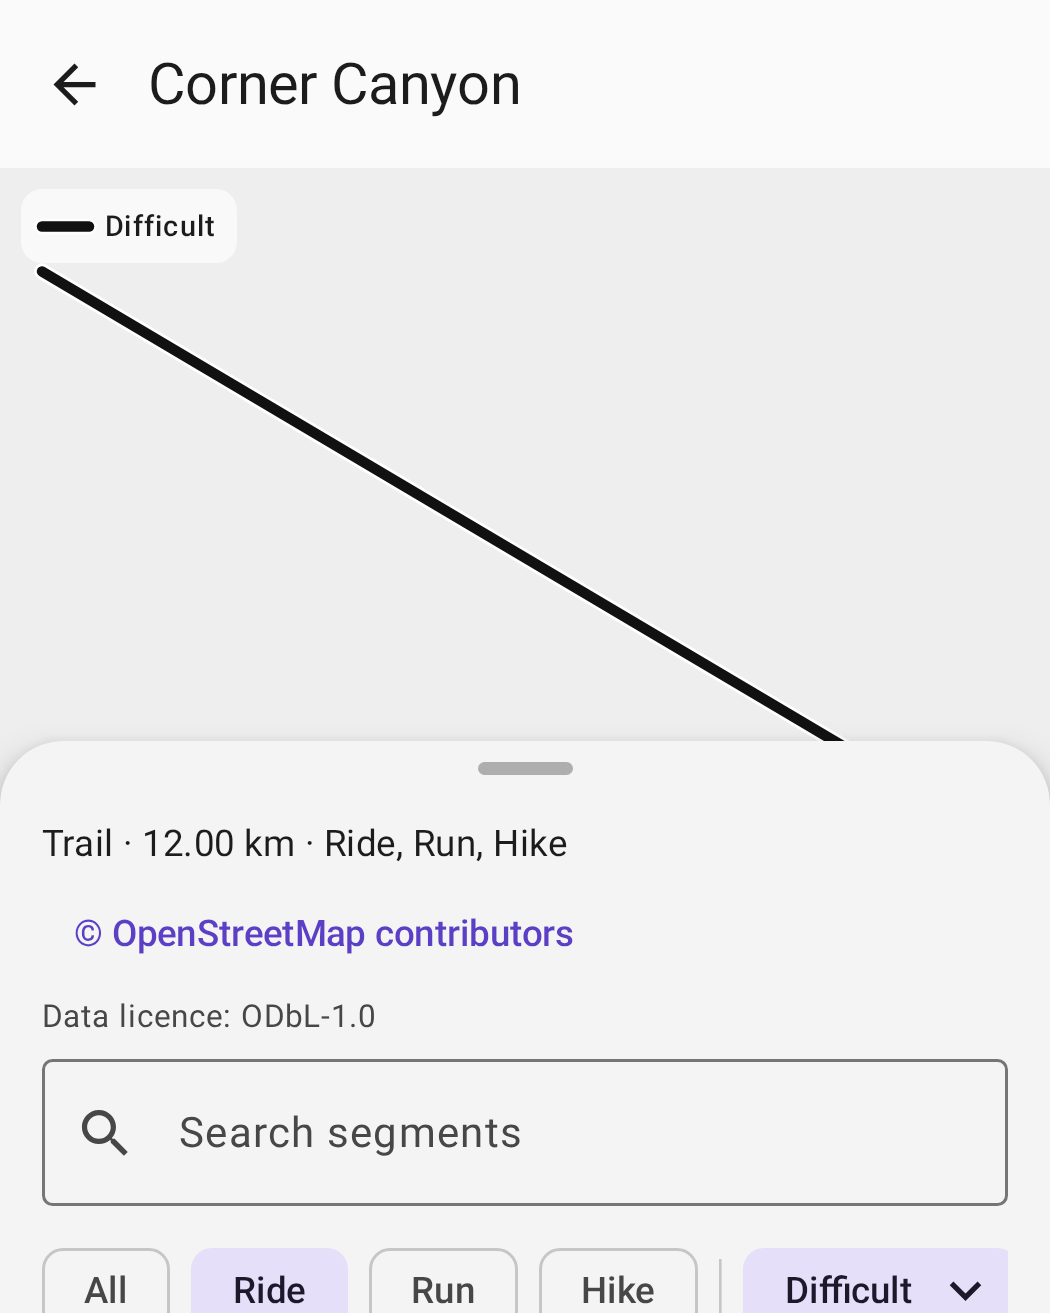 Corner Canyon
Difficult
Trail · 12.00 km · Ride, Run, Hike
© OpenStreetMap contributors
Data licence: ODbL-1.0
Search segments
All Ride Run Hike Difficult